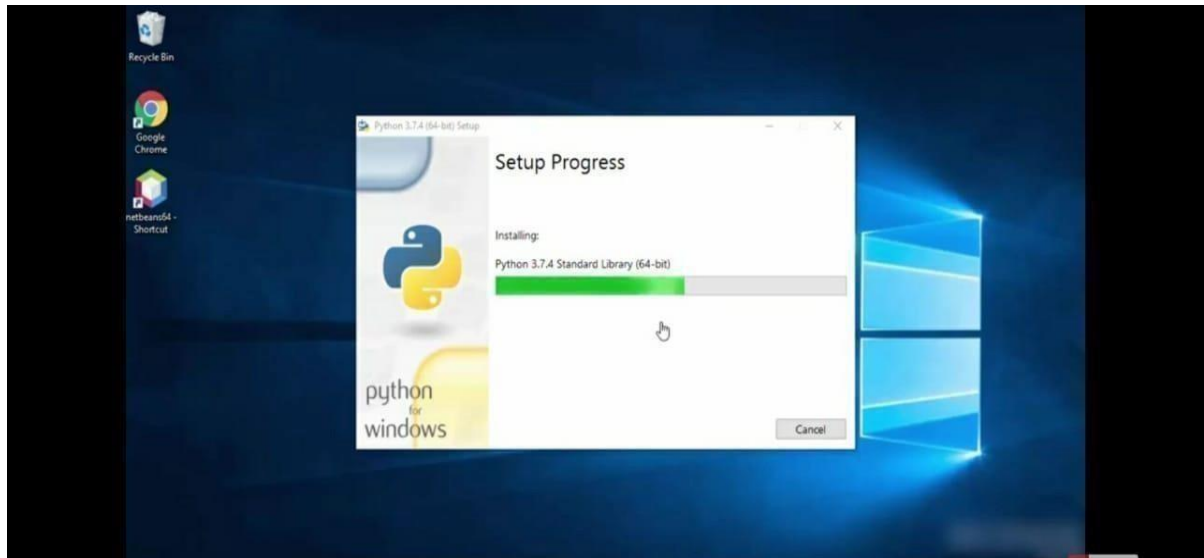 Recycle Bin
Google
Chrome
netbeans64 -
Shortcut
Python 3.7.4 (64-bit) Setup
Setup Progress
Installing:
Python 3.7.4 Standard Library (64-bit)
python
for
windows
Cancel